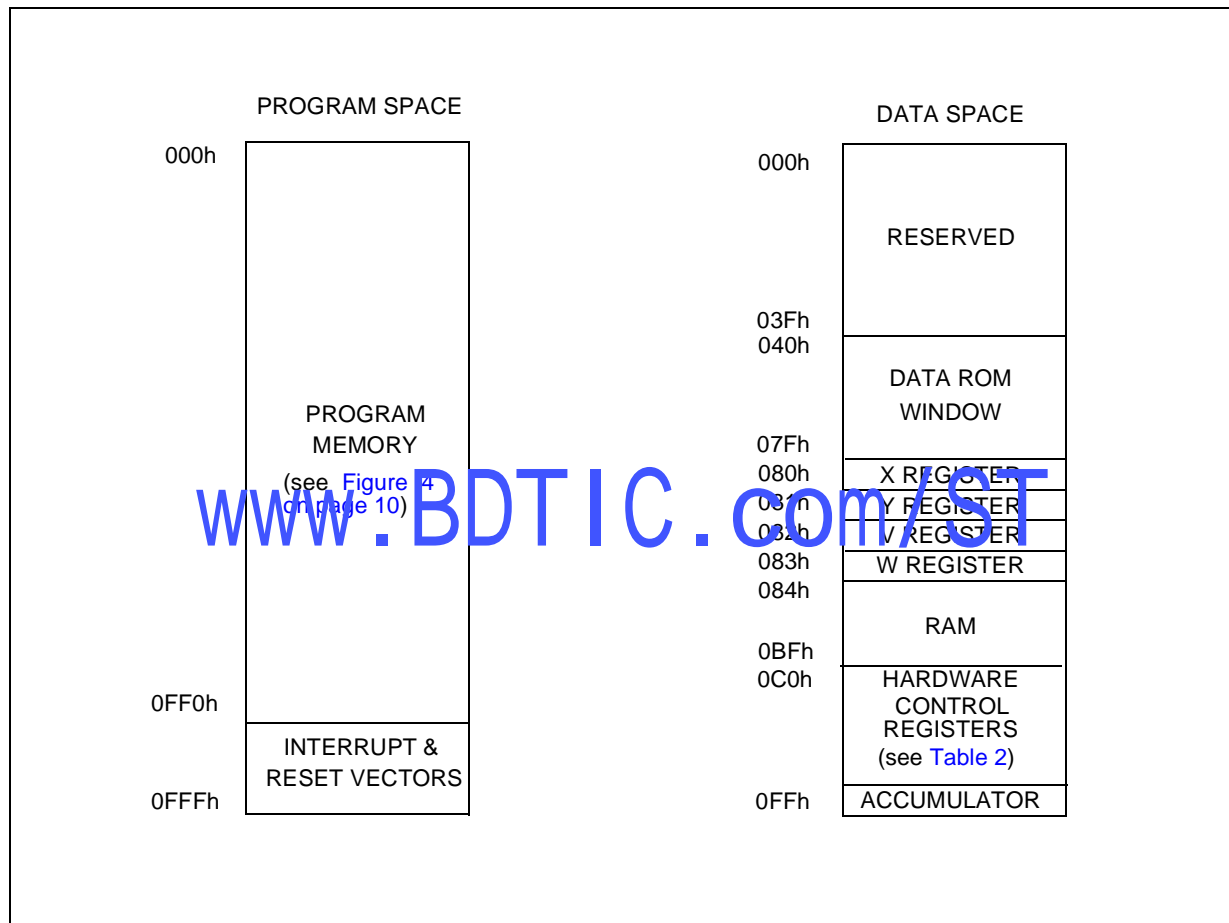 PROGRAM SPACE
000h
PROGRAM
MEMORY
(see Figure 4
on page 10)
0FF0h
INTERRUPT &
RESET VECTORS
0FFFh
DATA SPACE
000h
RESERVED
03Fh
040h
DATA ROM
WINDOW
07Fh
080h
X REGISTER
081h
Y REGISTER
082h
V REGISTER
083h
W REGISTER
084h
RAM
0BFh
0C0h
HARDWARE
CONTROL
REGISTERS
(see Table 2)
0FFh
ACCUMULATOR
www.BDTIC.com/ST